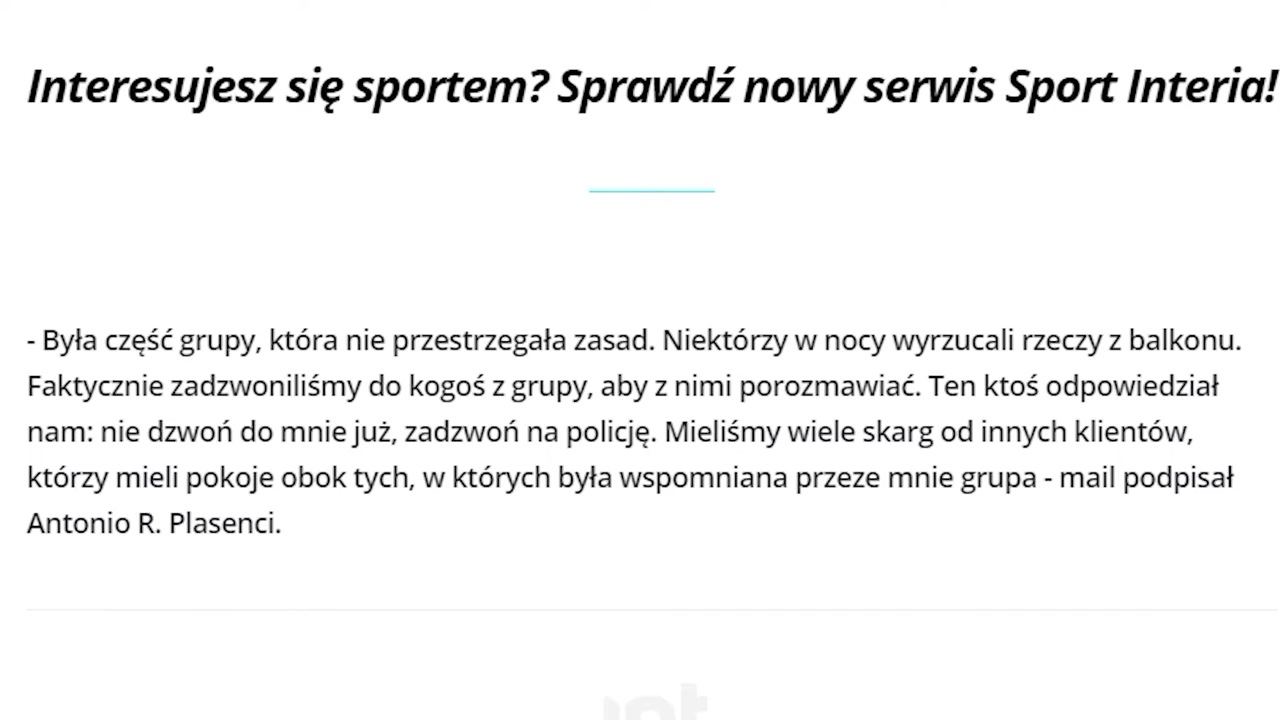 Interesujesz się sportem? Sprawdź nowy serwis Sport Interia!
- Była część grupy, która nie przestrzegała zasad. Niektórzy w nocy wyrzucali rzeczy z balkonu.
Faktycznie zadzwoniliśmy do kogoś z grupy, aby z nimi porozmawiać. Ten ktoś odpowiedział
nam: nie dzwoń do mnie już, zadzwoń na policję. Mieliśmy wiele skarg od innych klientów,
którzy mieli pokoje obok tych, w których była wspomniana przeze mnie grupa - mail podpisał
Antonio R. Plasenci.